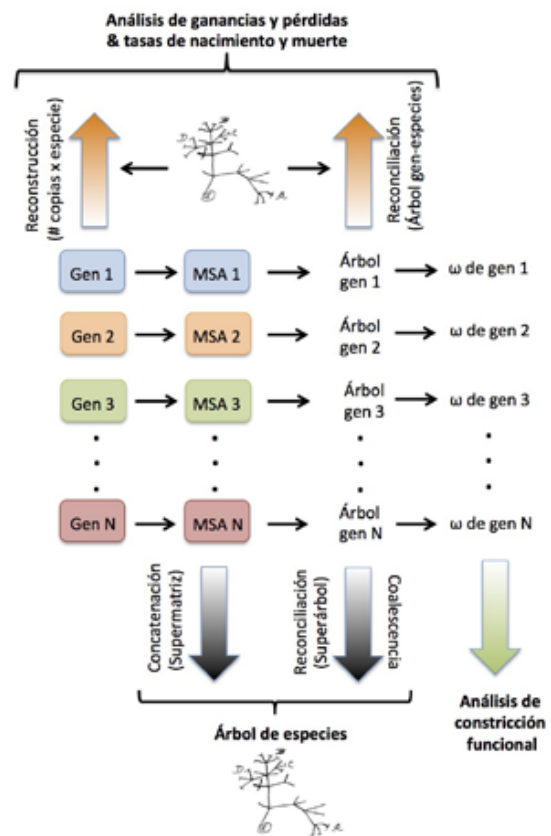 Análisis de ganancias y pérdidas
& tasas de nacimiento y muerte
Reconstrucción
(# copias x especie)
Reconciliación
(Árbol gen-especies)
Gen 1
MSA 1
Árbol
gen 1
ω de gen 1
Gen 2
MSA 2
Árbol
gen 2
ω de gen 2
Gen 3
MSA 3
Árbol
gen 3
ω de gen 3
Gen N
MSA N
Árbol
gen N
ω de gen N
Concatenación
(Supermatriz)
Reconciliación
(Superárbol)
Coalescencia
Análisis de
constricción
funcional
Árbol de especies